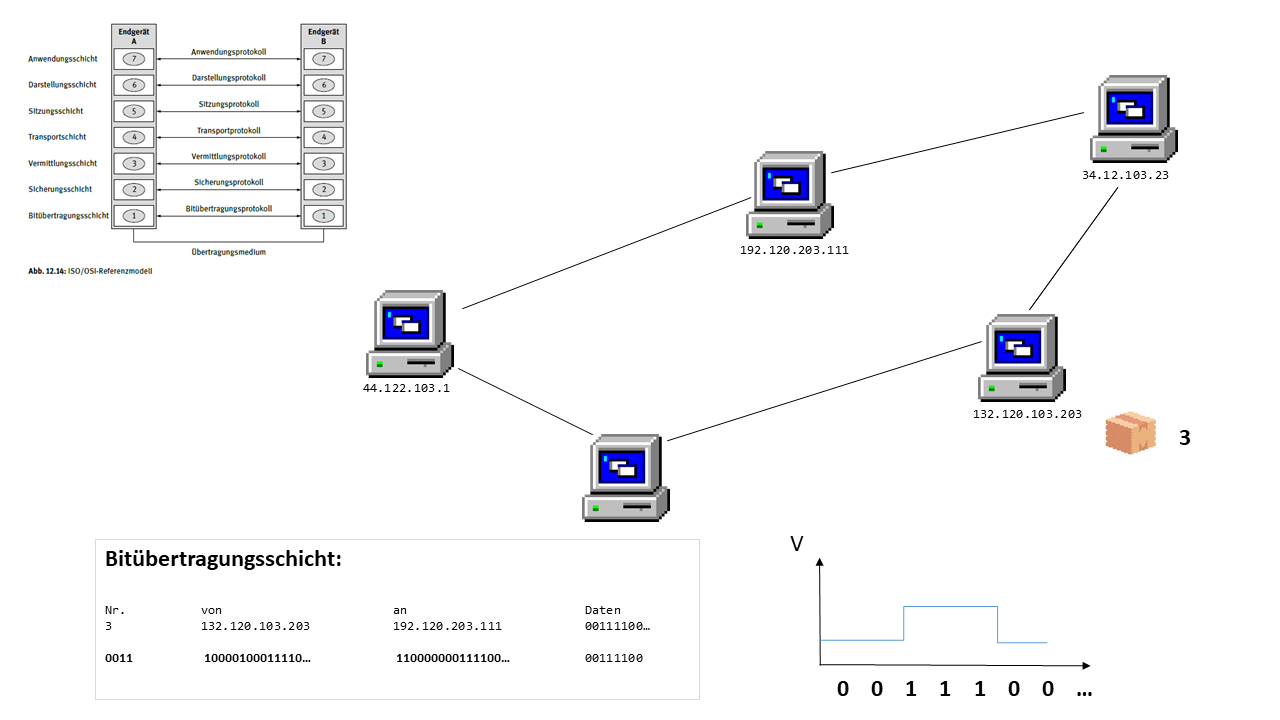 Endgerät Endgerät
A B
Anwendungsschicht 7 Anwendungsprotokoll 7
Darstellungsschicht 6 Darstellungsprotokoll 6
Sitzungsschicht 5 Sitzungsprotokoll 5
Transportschicht 4 Transportprotokoll 4
Vermittlungsschicht 3 Vermittlungsprotokoll 3
Sicherungsschicht 2 Sicherungsprotokoll 2
Bitübertragungsschicht 1 Bitübertragungsprotokoll 1
Übertragungsmedium
Abb. 12.14: ISO/OSI-Referenzmodell
34.12.103.23
192.120.203.111
44.122.103.1
132.120.103.203
3
Bitübertragungsschicht:
Nr. von an Daten
3 132.120.103.203 192.120.203.111 00111100…
0011 10000100011110… 110000000111100… 00111100
V
0 0 1 1 1 0 0 …